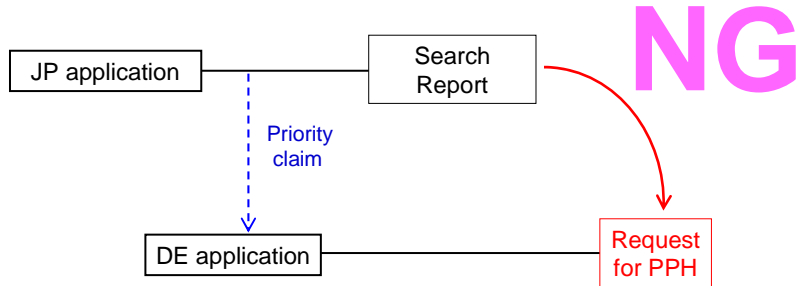 NG
JP application
Search
Report
Priority
claim
DE application
Request
for PPH